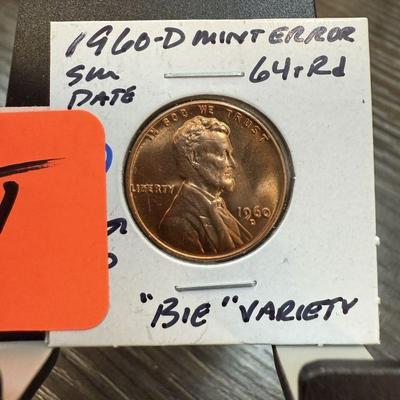 1960-D MINT ERROR
SM 64+Rd
DATE
IN GOD WE TRUST
LIBERTY
1960
D
"BIE" VARIETY